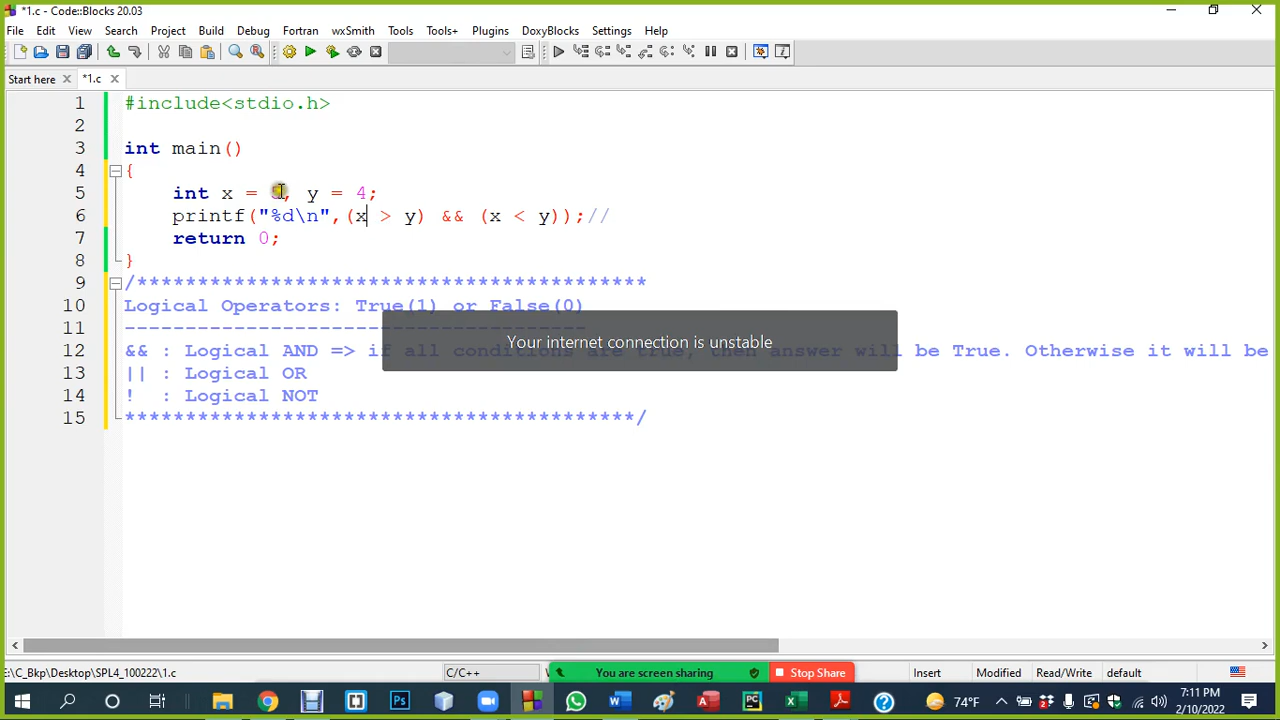 *1.c - Code::Blocks 20.03
File Edit View Search Project Build Debug Fortran wxSmith Tools Tools+ Plugins DoxyBlocks Settings Help
Start here *1.c
1 #include<stdio.h>
2
3 int main()
4 {
5 int x = , y = 4;
6 printf("%d\n",(x > y) && (x < y));//
7 return 0;
8 }
9 /******************************************
10 Logical Operators: True(1) or False(0)
11 --------------------------------------
Your internet connection is unstable
12 && : Logical AND => if all conditions are true, then answer will be True. Otherwise it will be
13 || : Logical OR
14 ! : Logical NOT
15 ******************************************/
E:\C_Bkp\Desktop\SPL4_100222\1.c C/C++ You are screen sharing Stop Share Insert Modified Read/Write default
74°F 7:11 PM
2/10/2022